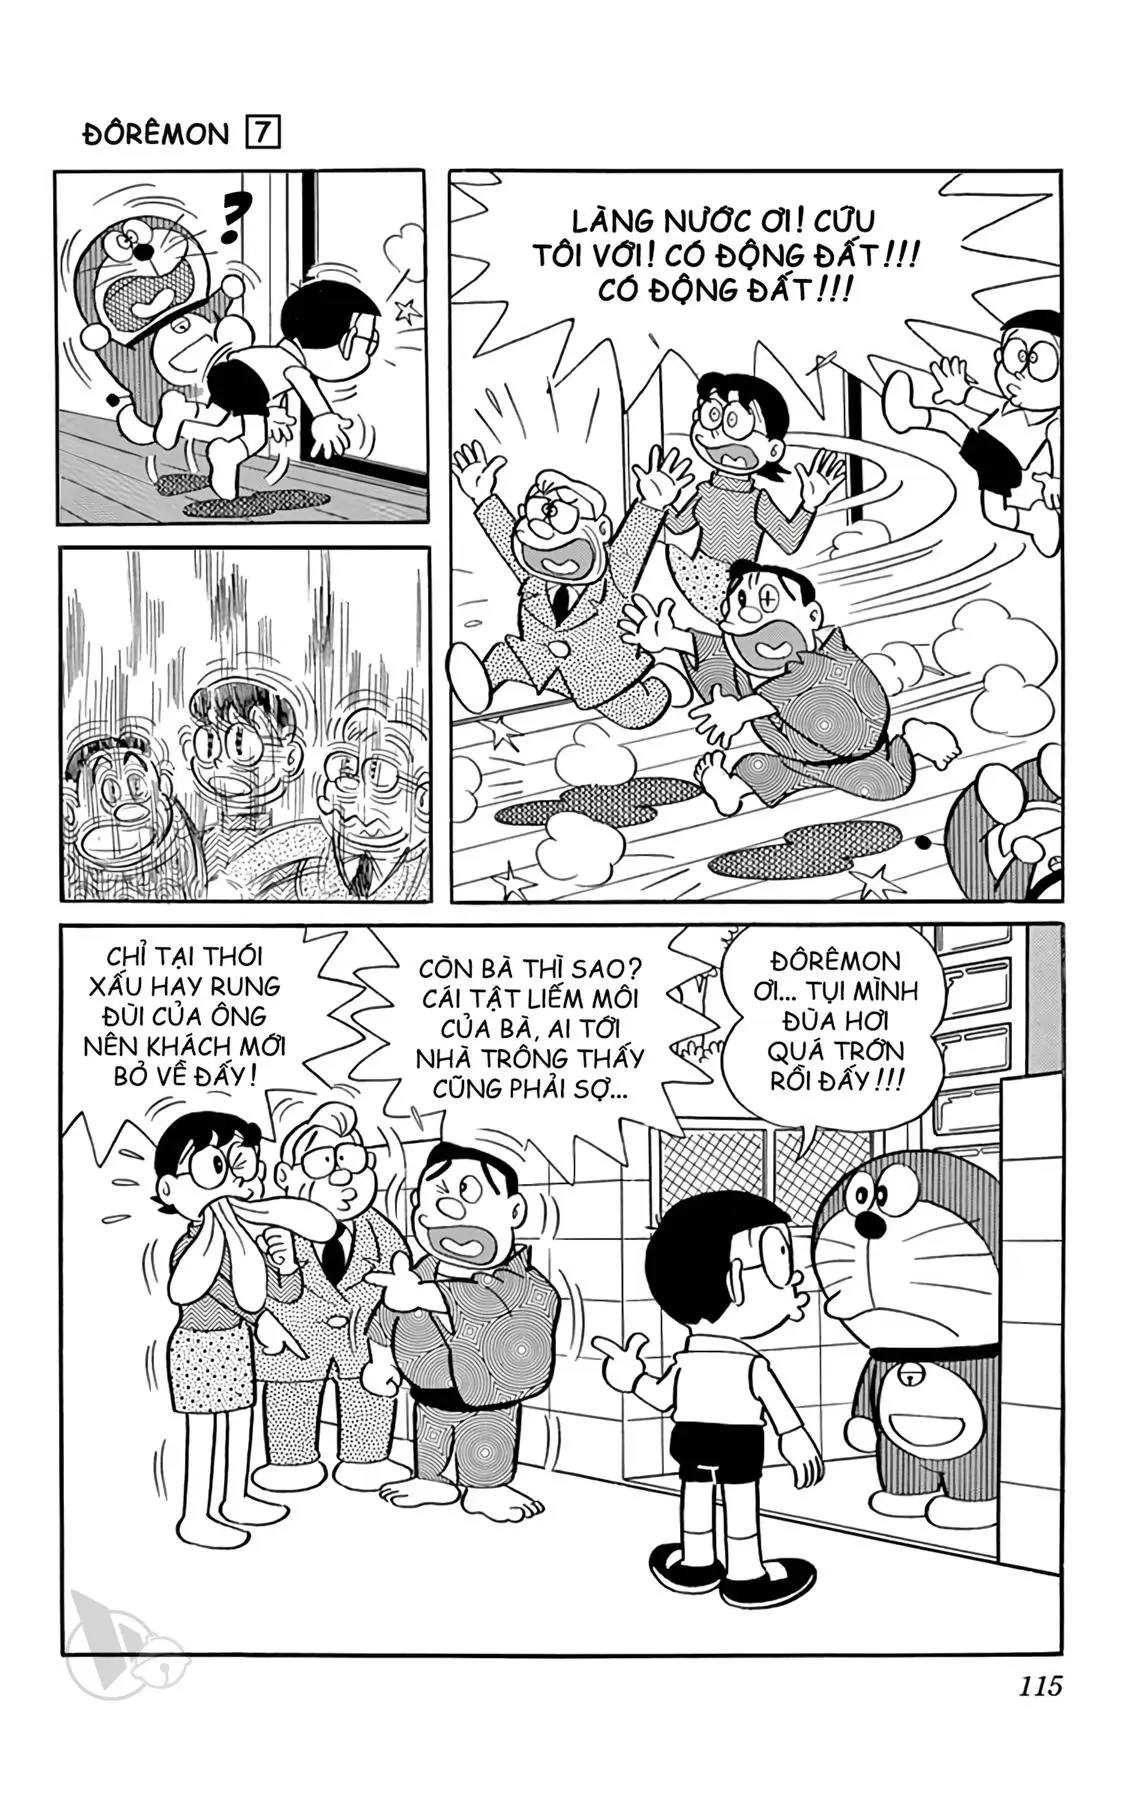 ĐÔRÊMON 7
LÀNG NƯỚC ƠI! CỨU
TÔI VỚI! CÓ ĐỘNG ĐẤT!!!
CÓ ĐỘNG ĐẤT!!!
?
CHỈ TẠI THÓI
XẤU HAY RUNG
ĐÙI CỦA ÔNG
NÊN KHÁCH MỚI
BỎ VỀ ĐẤY!
CÒN BÀ THÌ SAO?
CÁI TẬT LIẾM MÔI
CỦA BÀ, AI TỚI
NHÀ TRÔNG THẤY
CŨNG PHẢI SỢ...
ĐÔRÊMON
ƠI... TỤI MÌNH
ĐÙA HƠI
QUÁ TRỚN
RỒI ĐẤY!!!
115